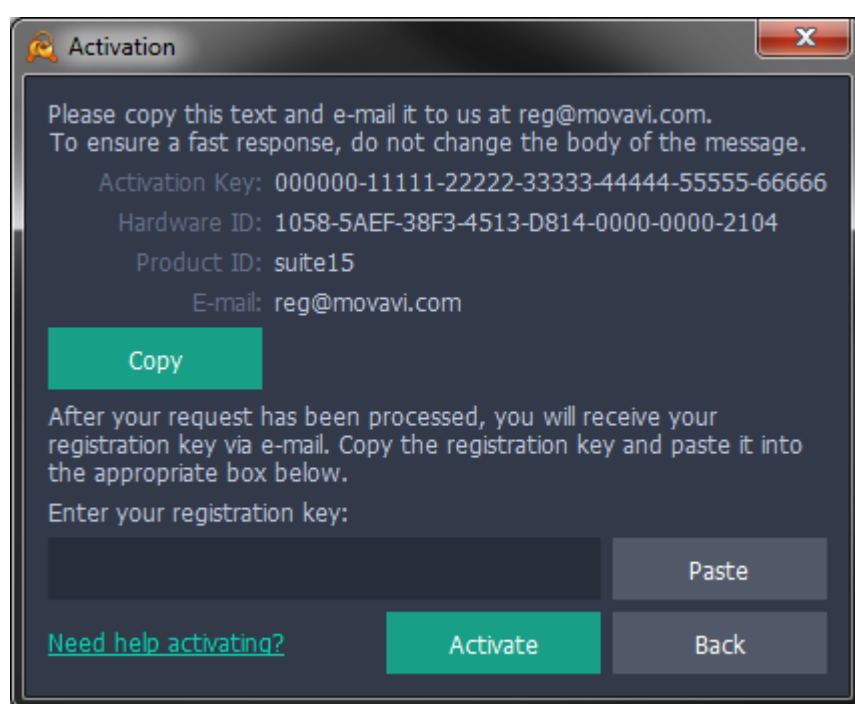 Activation
Please copy this text and e-mail it to us at reg@movavi.com.
To ensure a fast response, do not change the body of the message.
Activation Key: 000000-11111-22222-33333-44444-55555-66666
Hardware ID: 1058-5AEF-38F3-4513-D814-0000-0000-2104
Product ID: suite15
E-mail: reg@movavi.com
Copy
After your request has been processed, you will receive your
registration key via e-mail. Copy the registration key and paste it into
the appropriate box below.
Enter your registration key:
Paste
Need help activating?
Activate
Back